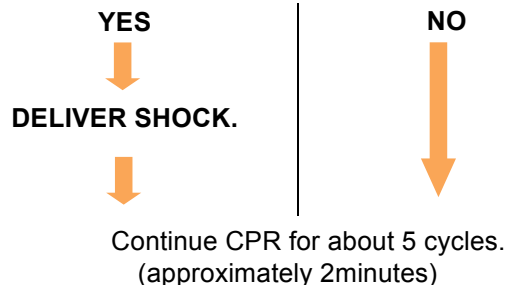 YES
NO
DELIVER SHOCK.
Continue CPR for about 5 cycles.
(approximately 2minutes)